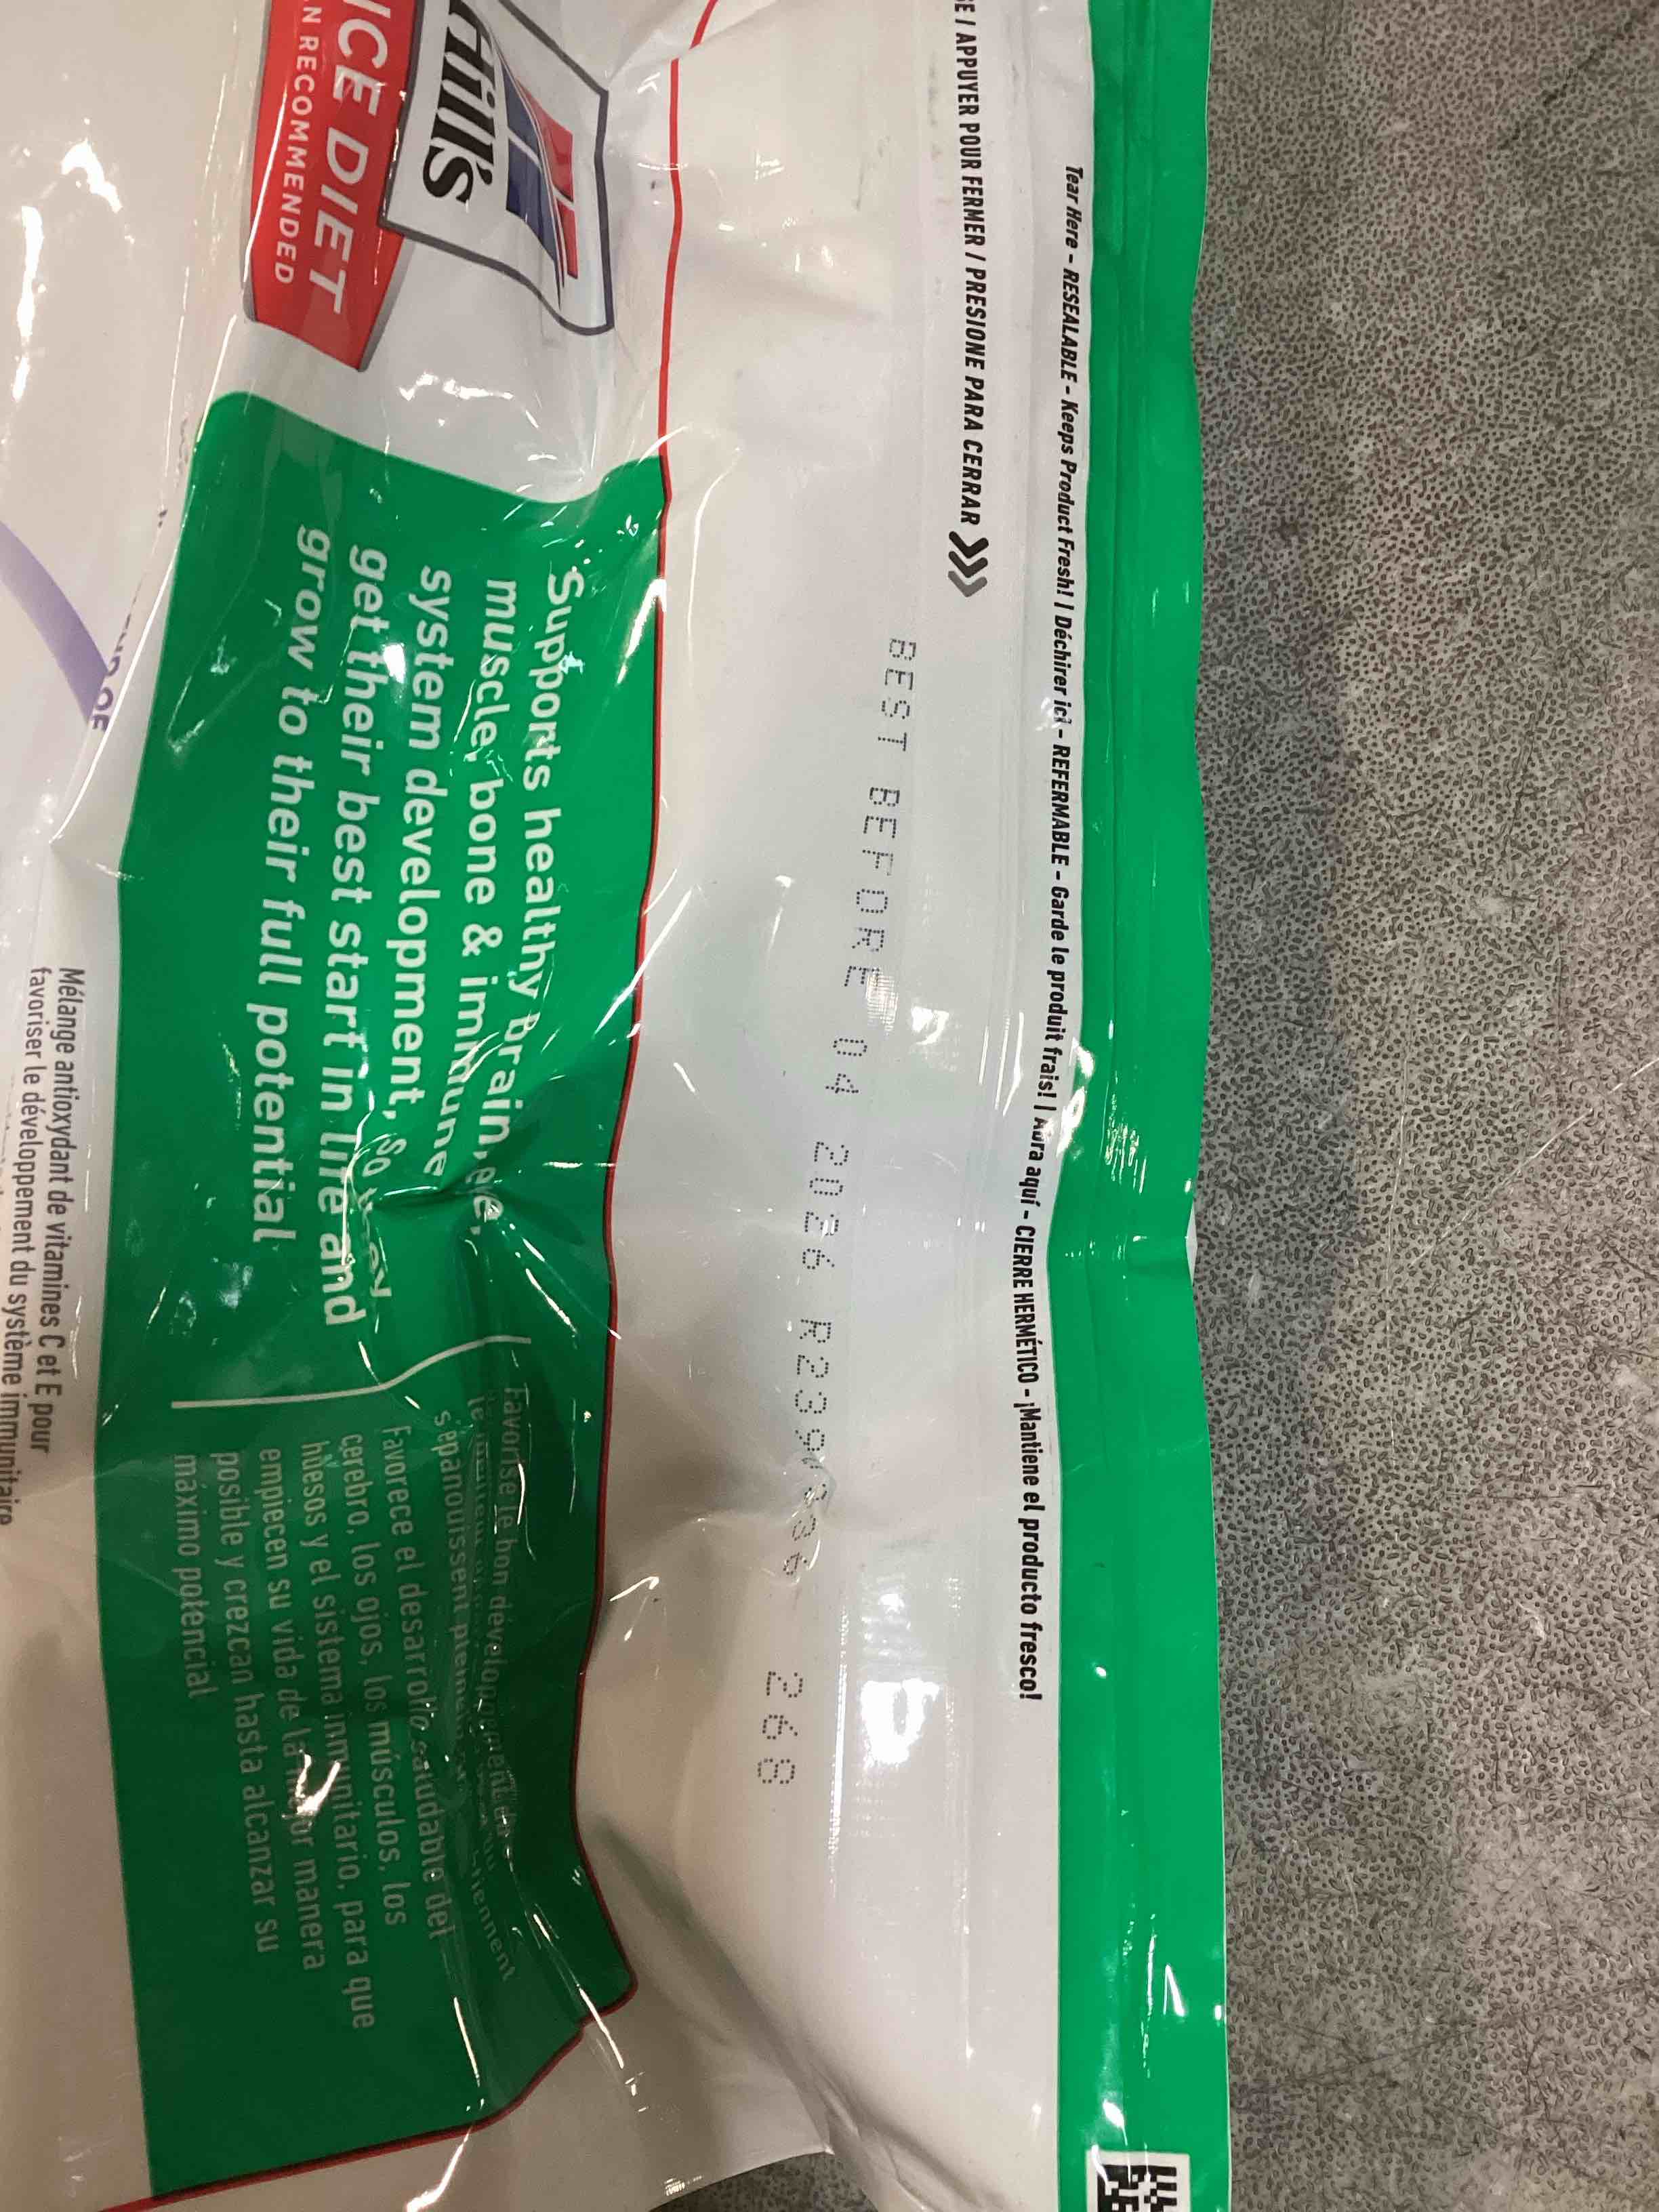 Tear Here - RESEALABLE - Keeps Product Fresh! | Déchirer ici - REFERMABLE - Garde le produit frais! | Abra aquí - CIERRE HERMÉTICO - ¡Mantiene el producto fresco!
/ APPUYER POUR FERMER / PRESIONE PARA CERRAR
BEST BEFORE 04 2026 268
Hill's
ICE DIET
N RECOMMENDED
Supports healthy brain, eye,
muscle, bone & immune
system development, so they
get their best start in life and
grow to their full potential
Favorise le bon
Favorece el desarrollo saludable del
cerebro, los ojos, los músculos, los
huesos y el sistema inmunitario, para que
empiecen su vida de la mejor manera
posible y crezcan hasta alcanzar su
máximo potencial
Mélange antioxydant de vitamines C et E pour
favoriser le développement du système immunitaire